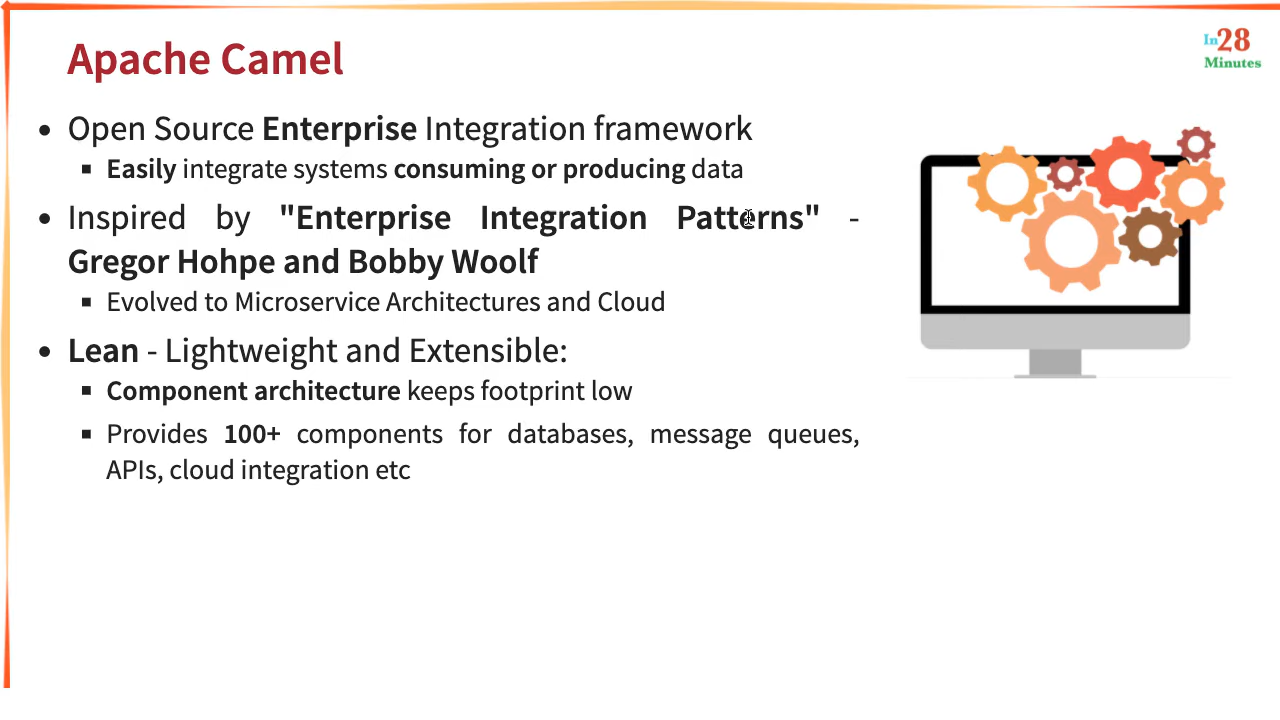 Apache Camel
In28
Minutes
• Open Source Enterprise Integration framework
▪ Easily integrate systems consuming or producing data
• Inspired by "Enterprise Integration Patterns" -
Gregor Hohpe and Bobby Woolf
▪ Evolved to Microservice Architectures and Cloud
• Lean - Lightweight and Extensible:
▪ Component architecture keeps footprint low
▪ Provides 100+ components for databases, message queues,
APIs, cloud integration etc